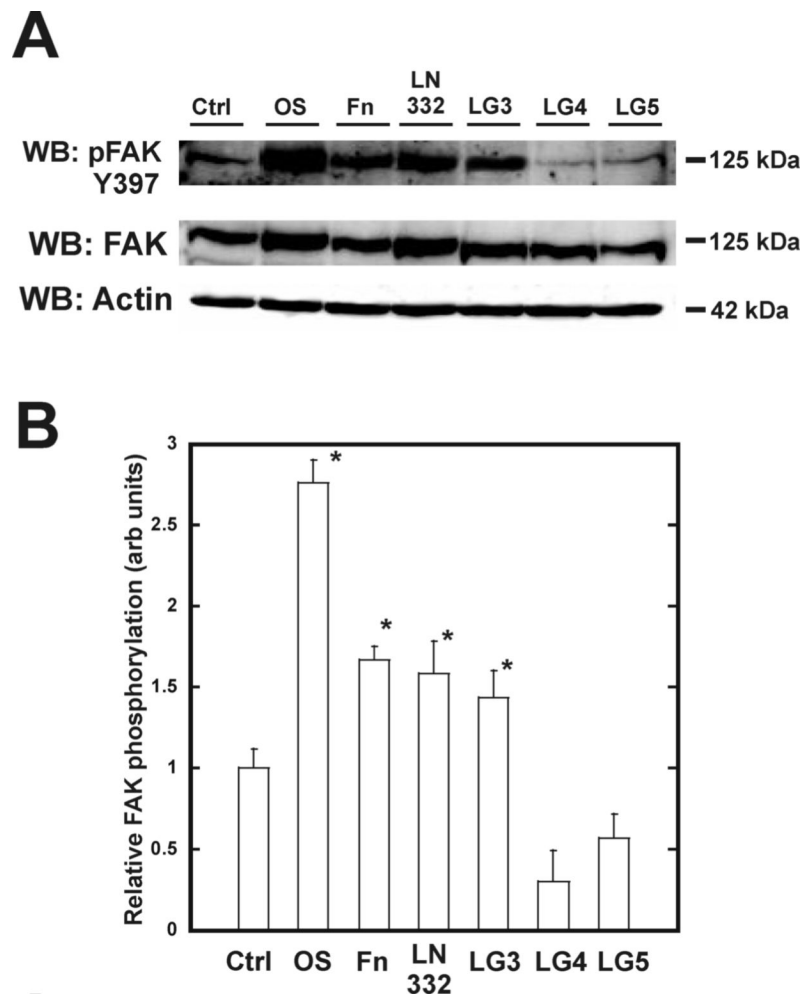 A
Ctrl OS Fn LN 332 LG3 LG4 LG5
WB: pFAK Y397
125 kDa
WB: FAK
125 kDa
WB: Actin
42 kDa
B
Relative FAK phosphorylation (arb units)
3
2.5
2
1.5
1
0.5
0
*
*
*
*
Ctrl OS Fn LN 332 LG3 LG4 LG5